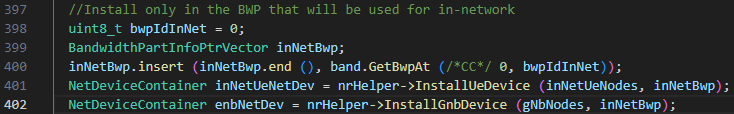 397 //Install only in the BWP that will be used for in-network
398 uint8_t bwpIdInNet = 0;
399 BandwidthPartInfoPtrVector inNetBwp;
400 inNetBwp.insert (inNetBwp.end (), band.GetBwpAt (/*CC*/ 0, bwpIdInNet));
401 NetDeviceContainer inNetUeNetDev = nrHelper->InstallUeDevice (inNetUeNodes, inNetBwp);
402 NetDeviceContainer enbNetDev = nrHelper->InstallGnbDevice (gNbNodes, inNetBwp);